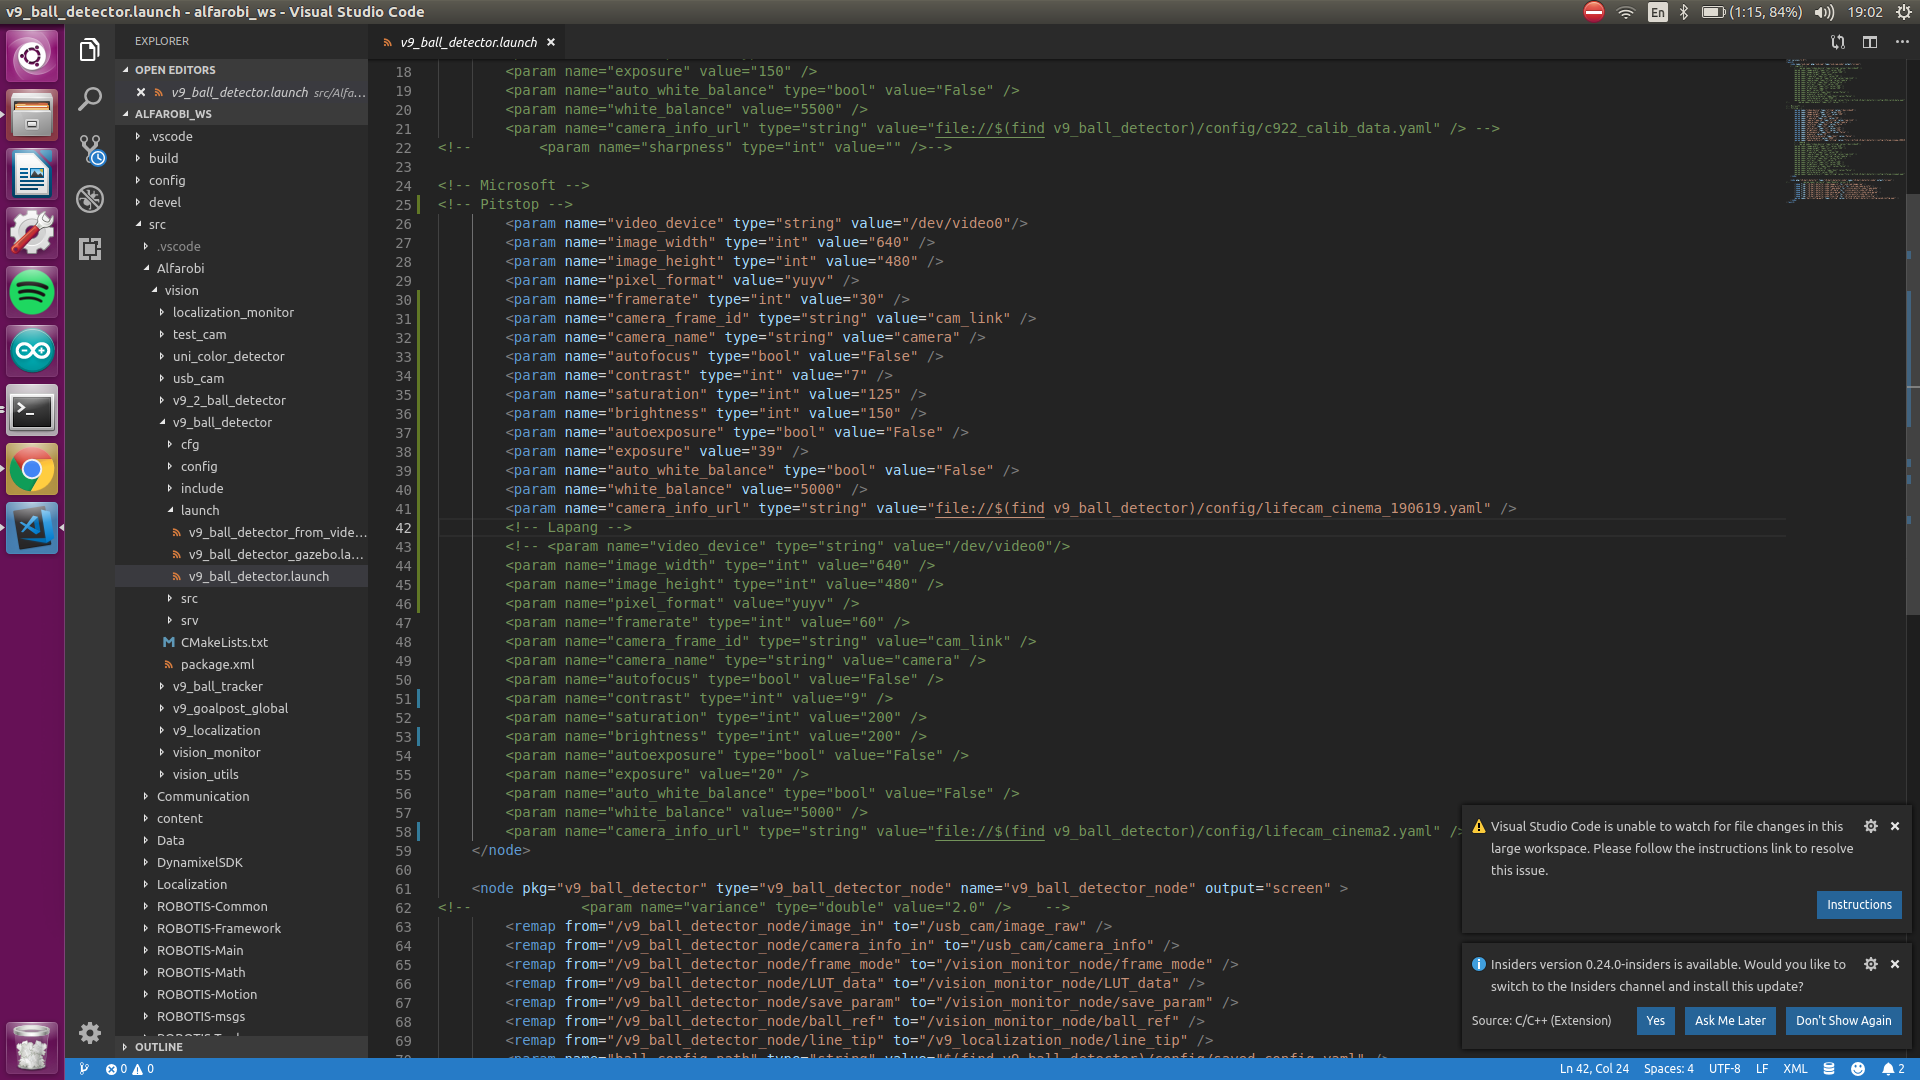 v9_ball_detector.launch - alfarobi_ws - Visual Studio Code
En
(1:15, 84%)
19:02
EXPLORER
OPEN EDITORS
v9_ball_detector.launch src/Alfa...
ALFAROBI_WS
.vscode
build
config
devel
src
.vscode
Alfarobi
vision
localization_monitor
test_cam
uni_color_detector
usb_cam
v9_2_ball_detector
v9_ball_detector
cfg
config
include
launch
v9_ball_detector_from_vide...
v9_ball_detector_gazebo.la...
v9_ball_detector.launch
src
srv
CMakeLists.txt
package.xml
v9_ball_tracker
v9_goalpost_global
v9_localization
vision_monitor
vision_utils
Communication
content
Data
DynamixelSDK
Localization
ROBOTIS-Common
ROBOTIS-Framework
ROBOTIS-Main
ROBOTIS-Math
ROBOTIS-Motion
ROBOTIS-msgs
OUTLINE
v9_ball_detector.launch
18 <param name="exposure" value="150" />
19 <param name="auto_white_balance" type="bool" value="False" />
20 <param name="white_balance" value="5500" />
21 <param name="camera_info_url" type="string" value="file://$(find v9_ball_detector)/config/c922_calib_data.yaml" /> -->
22 <!-- <param name="sharpness" type="int" value="" />-->
23
24 <!-- Microsoft -->
25 <!-- Pitstop -->
26 <param name="video_device" type="string" value="/dev/video0"/>
27 <param name="image_width" type="int" value="640" />
28 <param name="image_height" type="int" value="480" />
29 <param name="pixel_format" value="yuyv" />
30 <param name="framerate" type="int" value="30" />
31 <param name="camera_frame_id" type="string" value="cam_link" />
32 <param name="camera_name" type="string" value="camera" />
33 <param name="autofocus" type="bool" value="False" />
34 <param name="contrast" type="int" value="7" />
35 <param name="saturation" type="int" value="125" />
36 <param name="brightness" type="int" value="150" />
37 <param name="autoexposure" type="bool" value="False" />
38 <param name="exposure" value="39" />
39 <param name="auto_white_balance" type="bool" value="False" />
40 <param name="white_balance" value="5000" />
41 <param name="camera_info_url" type="string" value="file://$(find v9_ball_detector)/config/lifecam_cinema_190619.yaml" />
42 <!-- Lapang -->
43 <!-- <param name="video_device" type="string" value="/dev/video0"/>
44 <param name="image_width" type="int" value="640" />
45 <param name="image_height" type="int" value="480" />
46 <param name="pixel_format" value="yuyv" />
47 <param name="framerate" type="int" value="60" />
48 <param name="camera_frame_id" type="string" value="cam_link" />
49 <param name="camera_name" type="string" value="camera" />
50 <param name="autofocus" type="bool" value="False" />
51 <param name="contrast" type="int" value="9" />
52 <param name="saturation" type="int" value="200" />
53 <param name="brightness" type="int" value="200" />
54 <param name="autoexposure" type="bool" value="False" />
55 <param name="exposure" value="20" />
56 <param name="auto_white_balance" type="bool" value="False" />
57 <param name="white_balance" value="5000" />
58 <param name="camera_info_url" type="string" value="file://$(find v9_ball_detector)/config/lifecam_cinema2.yaml" />
59 </node>
60
61 <node pkg="v9_ball_detector" type="v9_ball_detector_node" name="v9_ball_detector_node" output="screen" >
62 <!-- <param name="variance" type="double" value="2.0" /> -->
63 <remap from="/v9_ball_detector_node/image_in" to="/usb_cam/image_raw" />
64 <remap from="/v9_ball_detector_node/camera_info_in" to="/usb_cam/camera_info" />
65 <remap from="/v9_ball_detector_node/frame_mode" to="/vision_monitor_node/frame_mode" />
66 <remap from="/v9_ball_detector_node/LUT_data" to="/vision_monitor_node/LUT_data" />
67 <remap from="/v9_ball_detector_node/save_param" to="/vision_monitor_node/save_param" />
68 <remap from="/v9_ball_detector_node/ball_ref" to="/vision_monitor_node/ball_ref" />
69 <remap from="/v9_ball_detector_node/line_tip" to="/v9_localization_node/line_tip" />
Visual Studio Code is unable to watch for file changes in this
large workspace. Please follow the instructions link to resolve
this issue.
Instructions
Insiders version 0.24.0-insiders is available. Would you like to
switch to the Insiders channel and install this update?
Source: C/C++ (Extension)
Yes
Ask Me Later
Don't Show Again
0 0
Ln 42, Col 24
Spaces: 4
UTF-8
LF
XML
2